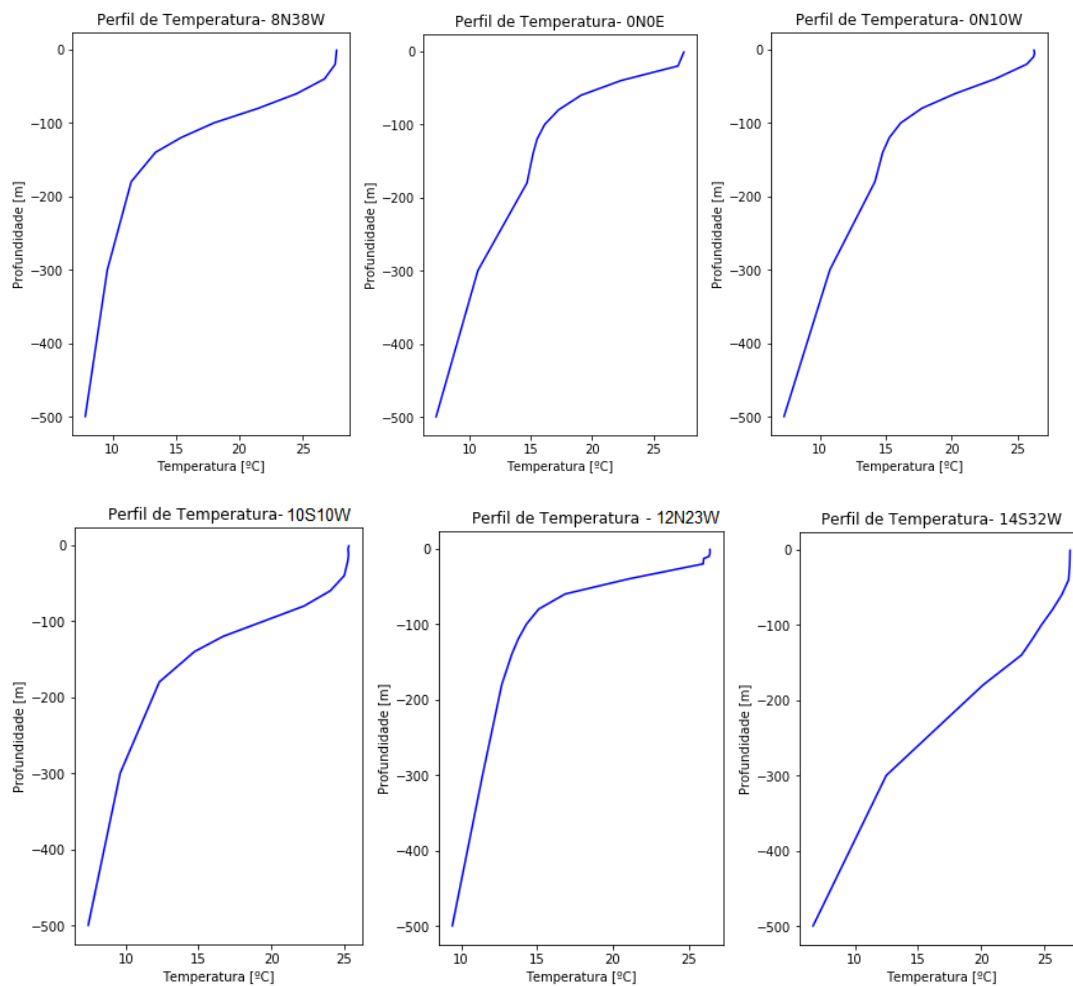 Perfil de Temperatura- 8N38W
0
−100
−200
−300
−400
−500
Profundidade [m]
10 15 20 25
Temperatura [ºC]
Perfil de Temperatura- 0N0E
0
−100
−200
−300
−400
−500
Profundidade [m]
10 15 20 25
Temperatura [ºC]
Perfil de Temperatura- 0N10W
0
−100
−200
−300
−400
−500
Profundidade [m]
10 15 20 25
Temperatura [ºC]
Perfil de Temperatura- 10S10W
0
−100
−200
−300
−400
−500
Profundidade [m]
10 15 20 25
Temperatura [ºC]
Perfil de Temperatura - 12N23W
0
−100
−200
−300
−400
−500
Profundidade [m]
10 15 20 25
Temperatura [ºC]
Perfil de Temperatura- 14S32W
0
−100
−200
−300
−400
−500
Profundidade [m]
10 15 20 25
Temperatura [ºC]